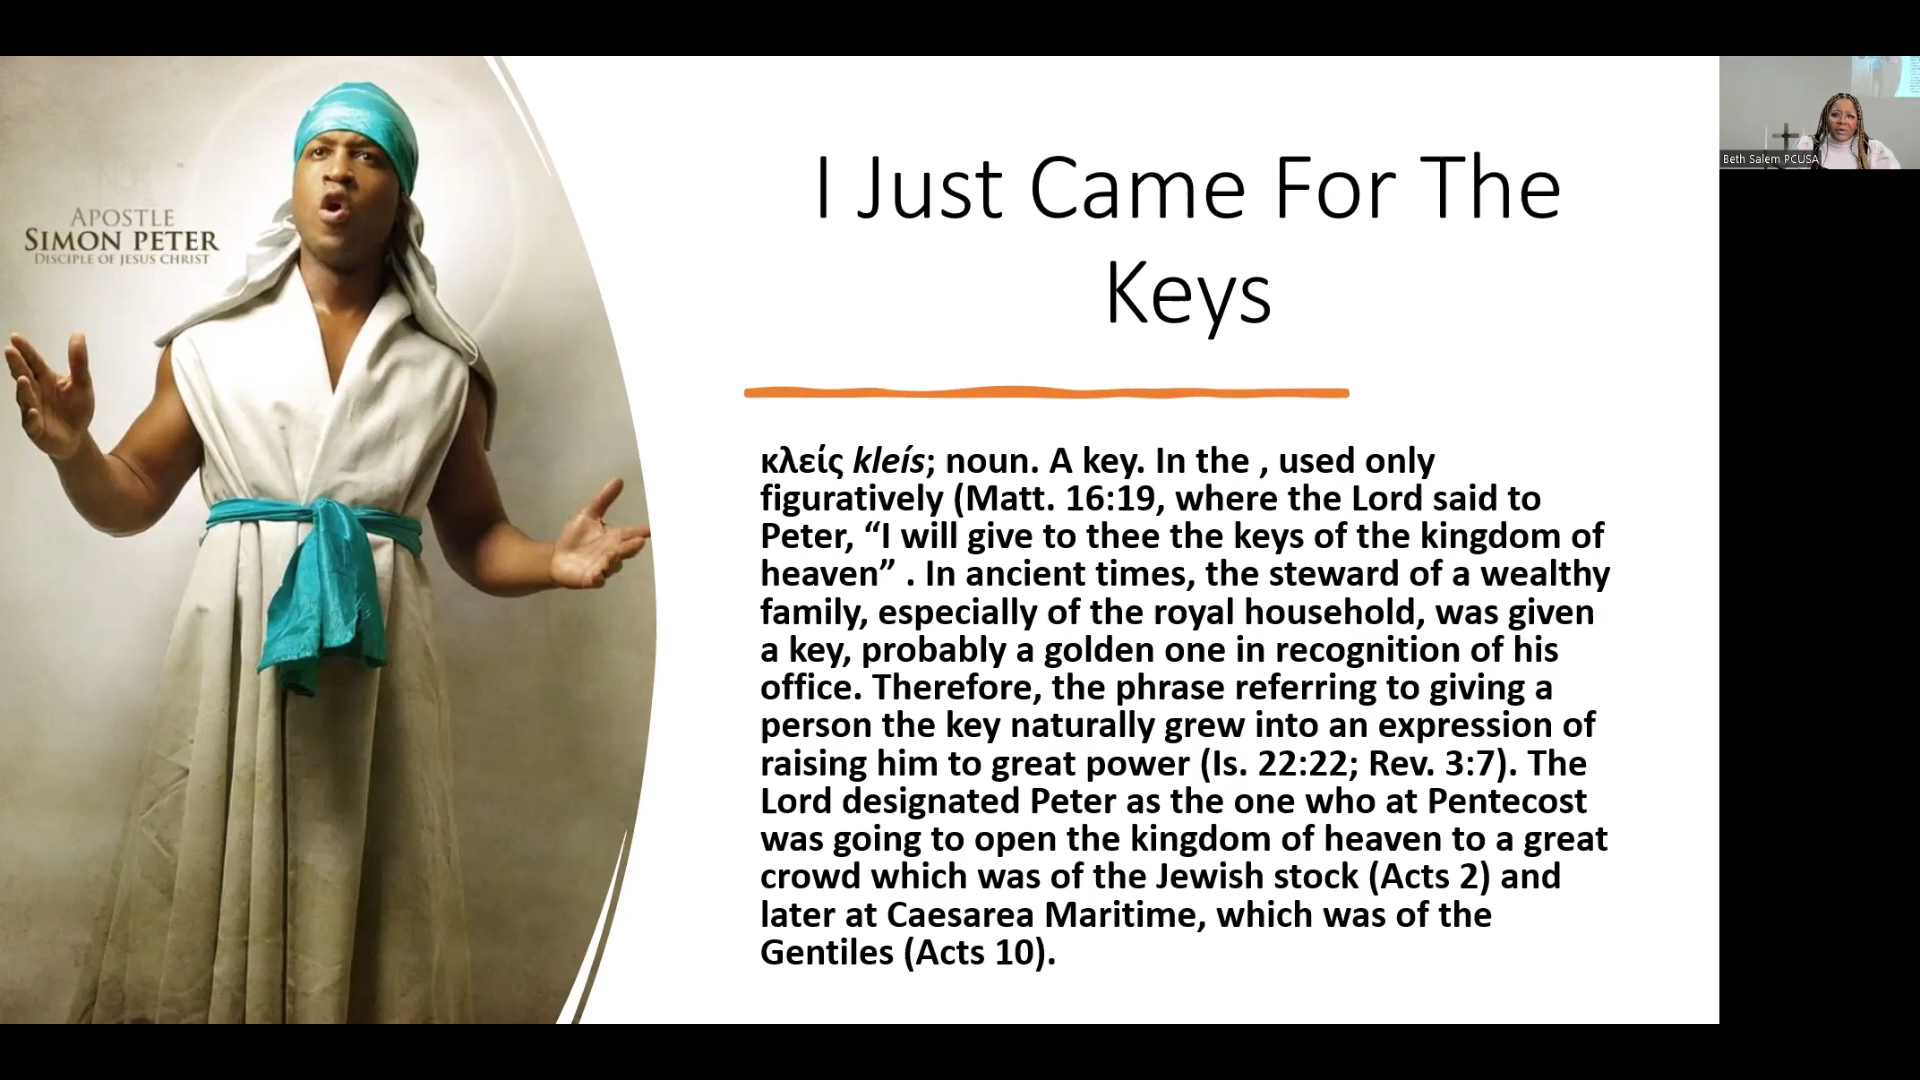 APOSTLE
SIMON PETER
DISCIPLE OF JESUS CHRIST
I Just Came For The
Keys
κλείς kleís; noun. A key. In the , used only
figuratively (Matt. 16:19, where the Lord said to
Peter, “I will give to thee the keys of the kingdom of
heaven” . In ancient times, the steward of a wealthy
family, especially of the royal household, was given
a key, probably a golden one in recognition of his
office. Therefore, the phrase referring to giving a
person the key naturally grew into an expression of
raising him to great power (Is. 22:22; Rev. 3:7). The
Lord designated Peter as the one who at Pentecost
was going to open the kingdom of heaven to a great
crowd which was of the Jewish stock (Acts 2) and
later at Caesarea Maritime, which was of the
Gentiles (Acts 10).
Beth Salem PCUSA